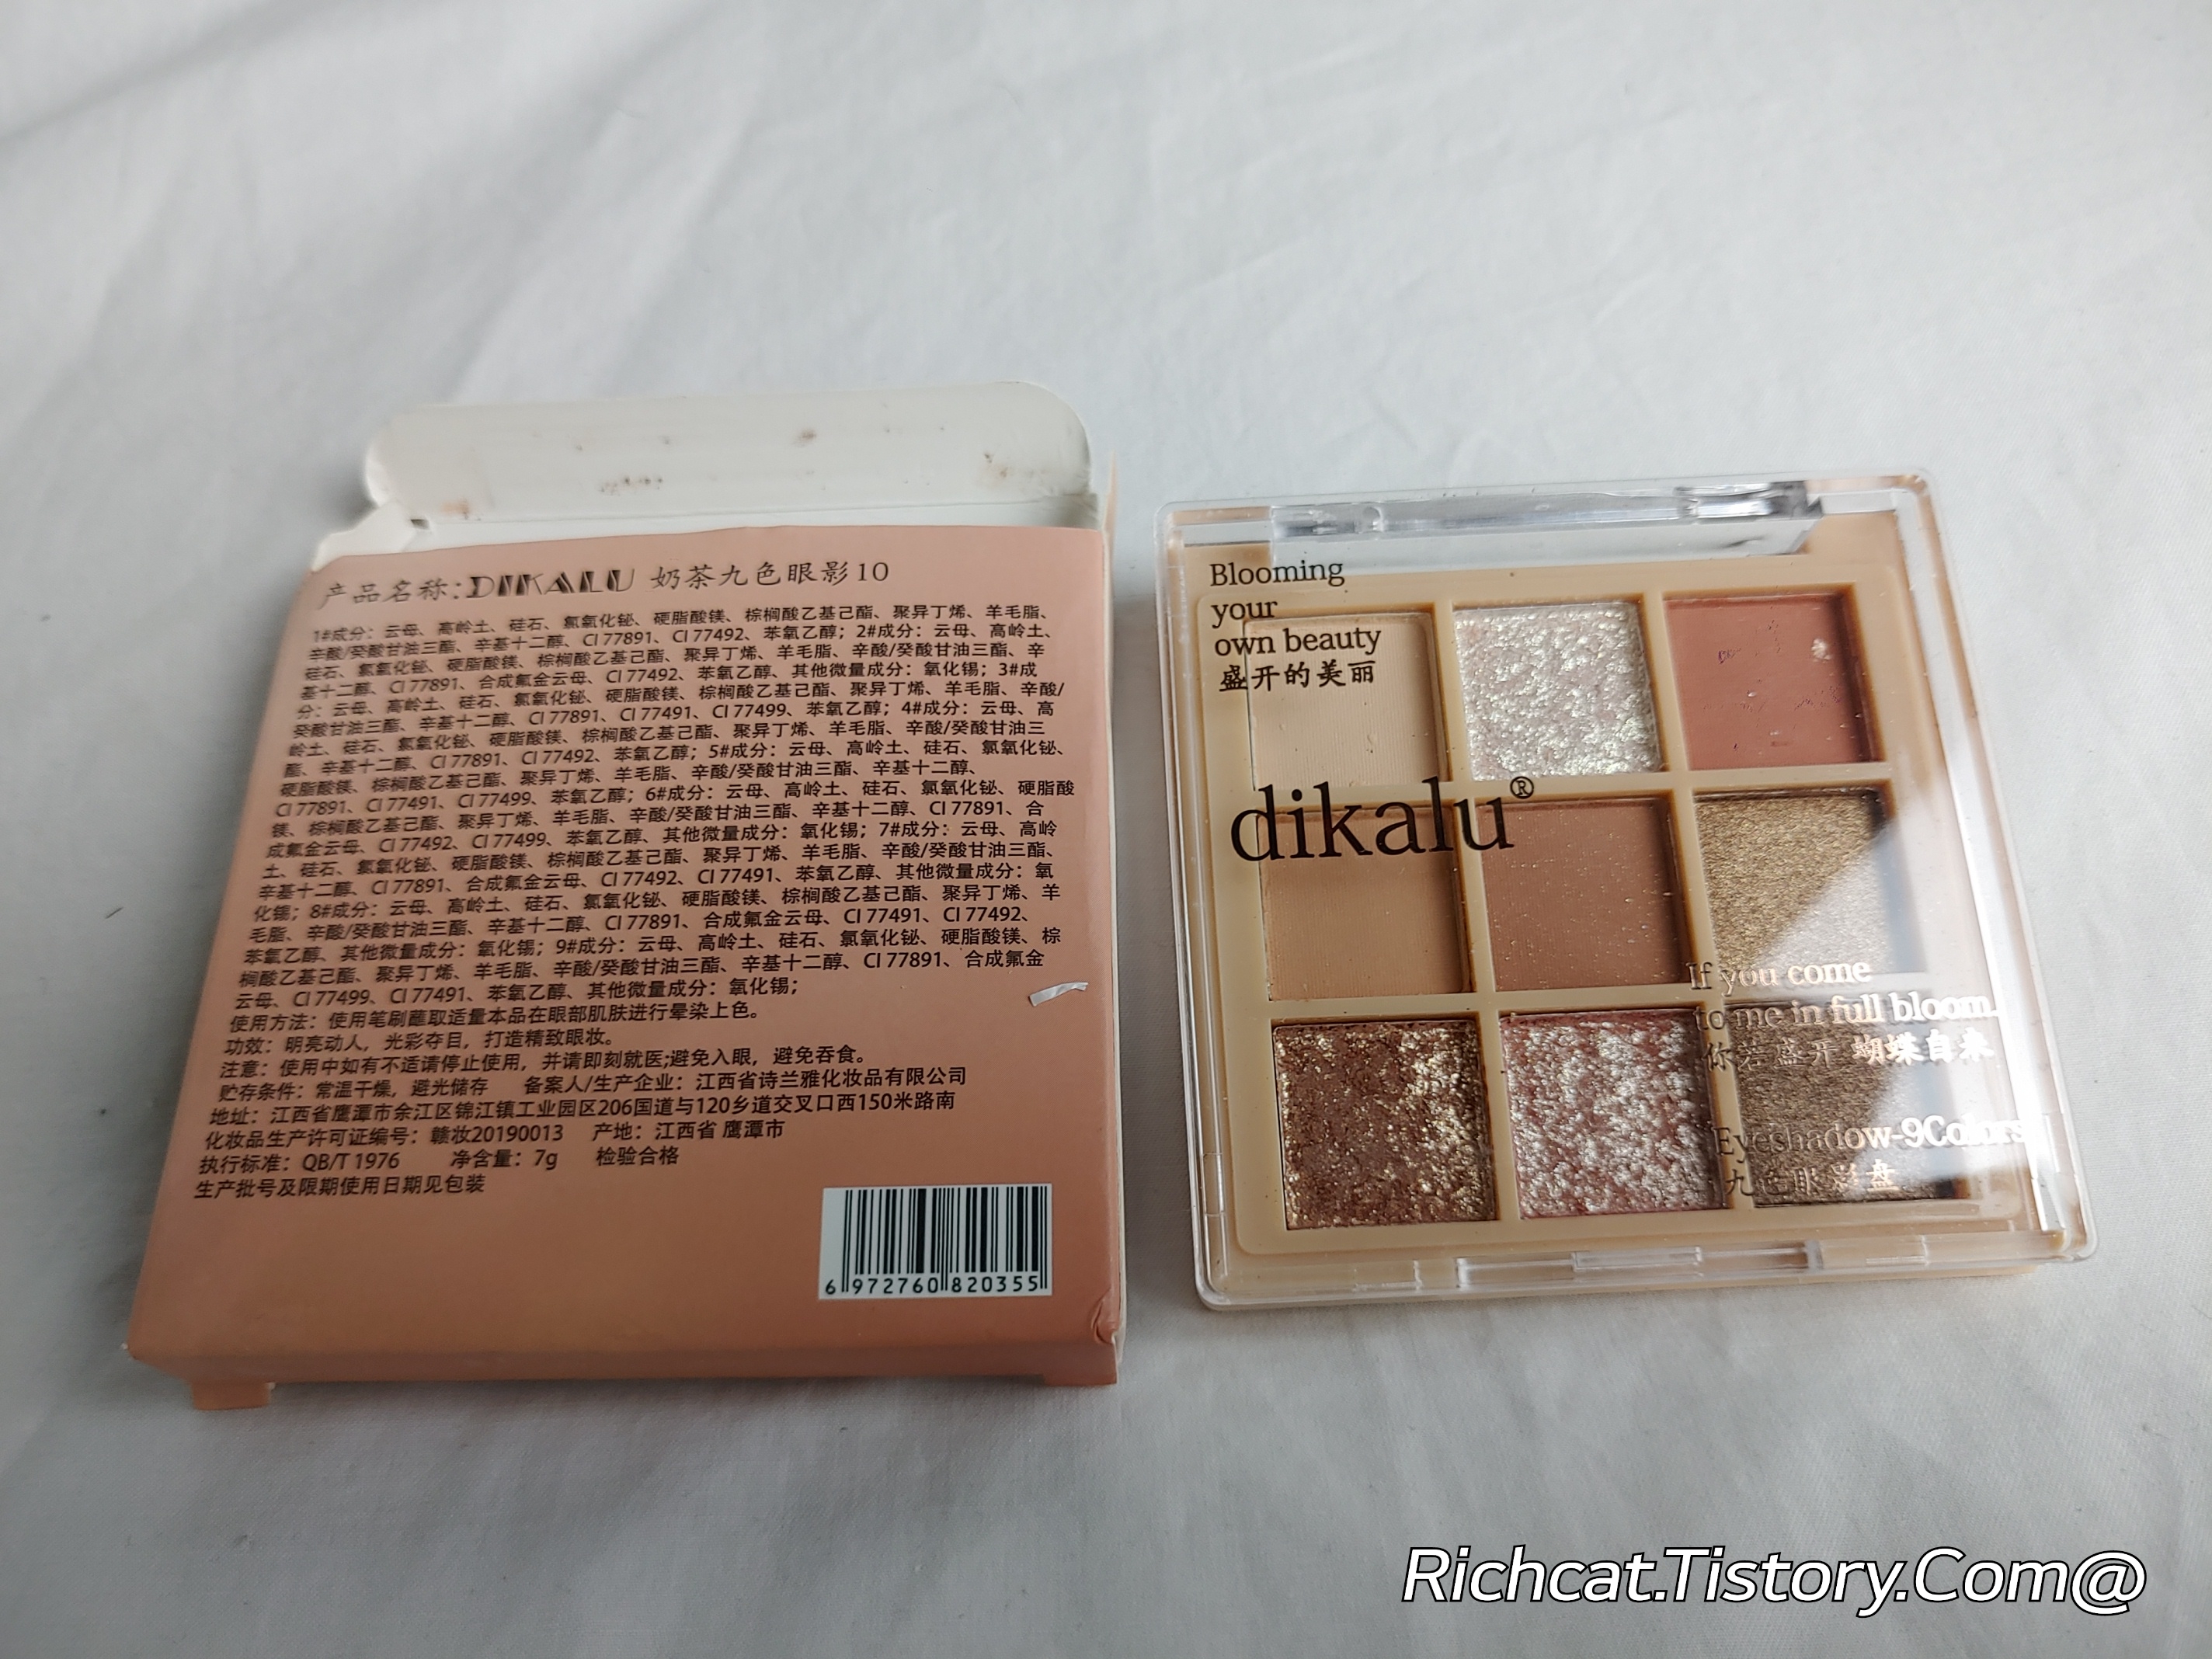 产品名称:DIKALU 奶茶九色眼影10
1#成分：云母、高岭土、硅石、氯氧化铋、硬脂酸镁、棕榈酸乙基己酯、聚异丁烯、羊毛脂、
辛酸/癸酸甘油三酯、辛基十二醇、CI 77891、CI 77492、苯氧乙醇；2#成分：云母、高岭土、
硅石、氯氧化铋、硬脂酸镁、棕榈酸乙基己酯、聚异丁烯、羊毛脂、辛酸/癸酸甘油三酯、辛
基十二醇、CI 77891、合成氟金云母、CI 77492、苯氧乙醇、其他微量成分：氧化锡；3#成
分：云母、高岭土、硅石、氯氧化铋、硬脂酸镁、棕榈酸乙基己酯、聚异丁烯、羊毛脂、辛酸/
癸酸甘油三酯、辛基十二醇、CI 77891、CI 77491、CI 77499、苯氧乙醇；4#成分：云母、高
岭土、硅石、氯氧化铋、硬脂酸镁、棕榈酸乙基己酯、聚异丁烯、羊毛脂、辛酸/癸酸甘油三
酯、辛基十二醇、CI 77891、CI 77491、CI 77492、苯氧乙醇；5#成分：云母、高岭土、硅石、氯氧化铋、
硬脂酸镁、棕榈酸乙基己酯、聚异丁烯、羊毛脂、辛酸/癸酸甘油三酯、辛基十二醇、
CI 77891、CI 77491、CI 77499、苯氧乙醇；6#成分：云母、高岭土、硅石、氯氧化铋、硬脂酸
镁、棕榈酸乙基己酯、聚异丁烯、羊毛脂、辛酸/癸酸甘油三酯、辛基十二醇、CI 77891、合
成氟金云母、CI 77492、CI 77499、苯氧乙醇、其他微量成分：氧化锡；7#成分：云母、高岭
土、硅石、氯氧化铋、硬脂酸镁、棕榈酸乙基己酯、聚异丁烯、羊毛脂、辛酸/癸酸甘油三酯、
辛基十二醇、CI 77891、合成氟金云母、CI 77492、CI 77491、苯氧乙醇、其他微量成分：氧
化锡；8#成分：云母、高岭土、硅石、氯氧化铋、硬脂酸镁、棕榈酸乙基己酯、聚异丁烯、羊
毛脂、辛酸/癸酸甘油三酯、辛基十二醇、CI 77891、合成氟金云母、CI 77491、CI 77492、
苯氧乙醇、其他微量成分：氧化锡；9#成分：云母、高岭土、硅石、氯氧化铋、硬脂酸镁、棕
榈酸乙基己酯、聚异丁烯、羊毛脂、辛酸/癸酸甘油三酯、辛基十二醇、CI 77891、合成氟金
云母、CI 77499、CI 77491、苯氧乙醇、其他微量成分：氧化锡；
使用方法：使用笔刷蘸取适量本品在眼部肌肤进行晕染上色。
功效：明亮动人，光彩夺目，打造精致眼妆。
注意：使用中如有不适请停止使用，并请即刻就医;避免入眼，避免吞食。
贮存条件：常温干燥，避光储存 备案人/生产企业：江西省诗兰雅化妆品有限公司
地址：江西省鹰潭市余江区锦江镇工业园区206国道与120乡道交叉口西150米路南
化妆品生产许可证编号：赣妆20190013 产地：江西省 鹰潭市
执行标准：QB/T 1976 净含量：7g 检验合格
生产批号及限期使用日期见包装
6 972760 820355
Blooming
your
own beauty
盛开的美丽
dikalu®
If you come
to me in full bloom.
你若盛开 蝴蝶自来
Eyeshadow-9Colors
九色眼影盘
Richcat.Tistory.Com@